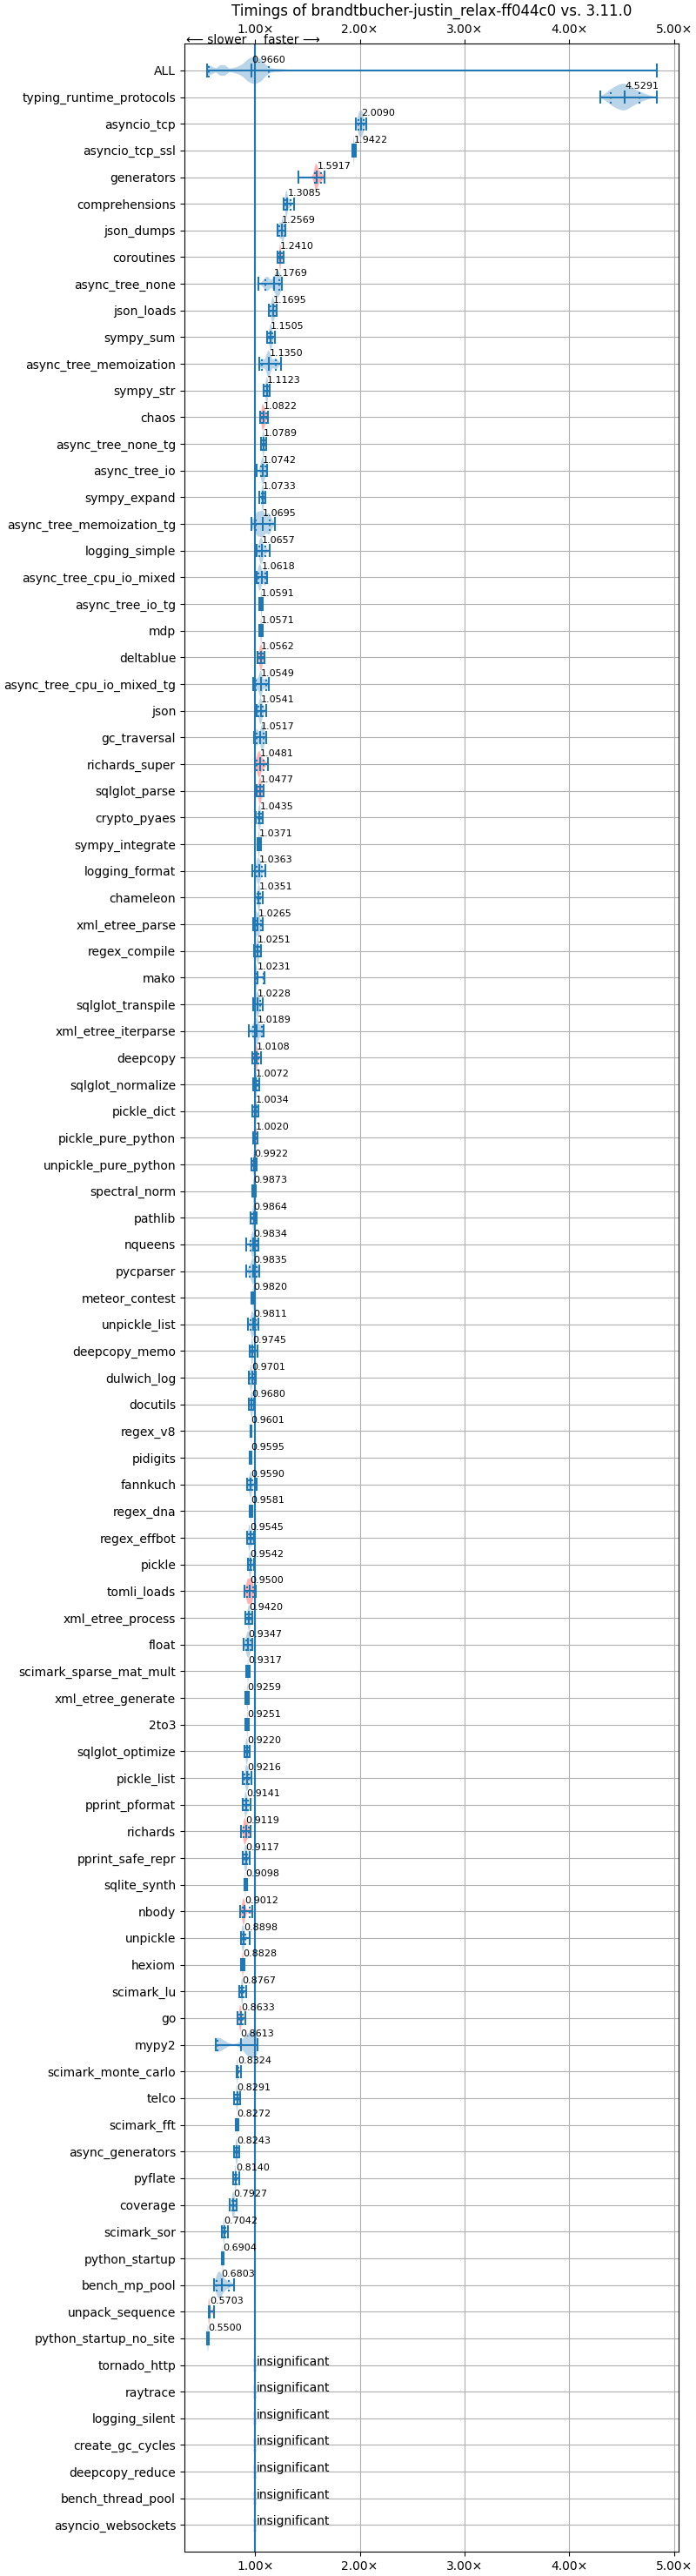 Timings of brandtbucher-justin_relax-ff044c0 vs. 3.11.0
1.00× 2.00× 3.00× 4.00× 5.00×
⟵ slower faster ⟶
ALL 0.9660
typing_runtime_protocols 4.5291
asyncio_tcp 2.0090
asyncio_tcp_ssl 1.9422
generators 1.5917
comprehensions 1.3085
json_dumps 1.2569
coroutines 1.2410
async_tree_none 1.1769
json_loads 1.1695
sympy_sum 1.1505
async_tree_memoization 1.1350
sympy_str 1.1123
chaos 1.0822
async_tree_none_tg 1.0789
async_tree_io 1.0742
sympy_expand 1.0733
async_tree_memoization_tg 1.0695
logging_simple 1.0657
async_tree_cpu_io_mixed 1.0618
async_tree_io_tg 1.0591
mdp 1.0571
deltablue 1.0562
async_tree_cpu_io_mixed_tg 1.0549
json 1.0541
gc_traversal 1.0517
richards_super 1.0481
sqlglot_parse 1.0477
crypto_pyaes 1.0435
sympy_integrate 1.0371
logging_format 1.0363
chameleon 1.0351
xml_etree_parse 1.0265
regex_compile 1.0251
mako 1.0231
sqlglot_transpile 1.0228
xml_etree_iterparse 1.0189
deepcopy 1.0108
sqlglot_normalize 1.0072
pickle_dict 1.0034
pickle_pure_python 1.0020
unpickle_pure_python 0.9922
spectral_norm 0.9873
pathlib 0.9864
nqueens 0.9834
pycparser 0.9835
meteor_contest 0.9820
unpickle_list 0.9811
deepcopy_memo 0.9745
dulwich_log 0.9701
docutils 0.9680
regex_v8 0.9601
pidigits 0.9595
fannkuch 0.9590
regex_dna 0.9581
regex_effbot 0.9545
pickle 0.9542
tomli_loads 0.9500
xml_etree_process 0.9420
float 0.9347
scimark_sparse_mat_mult 0.9317
xml_etree_generate 0.9259
2to3 0.9251
sqlglot_optimize 0.9220
pickle_list 0.9216
pprint_pformat 0.9141
richards 0.9119
pprint_safe_repr 0.9117
sqlite_synth 0.9098
nbody 0.9012
unpickle 0.8898
hexiom 0.8828
scimark_lu 0.8767
go 0.8633
mypy2 0.8613
scimark_monte_carlo 0.8324
telco 0.8291
scimark_fft 0.8272
async_generators 0.8243
pyflate 0.8140
coverage 0.7927
scimark_sor 0.7042
python_startup 0.6904
bench_mp_pool 0.6803
unpack_sequence 0.5703
python_startup_no_site 0.5500
tornado_http insignificant
raytrace insignificant
logging_silent insignificant
create_gc_cycles insignificant
deepcopy_reduce insignificant
bench_thread_pool insignificant
asyncio_websockets insignificant
1.00× 2.00× 3.00× 4.00× 5.00×